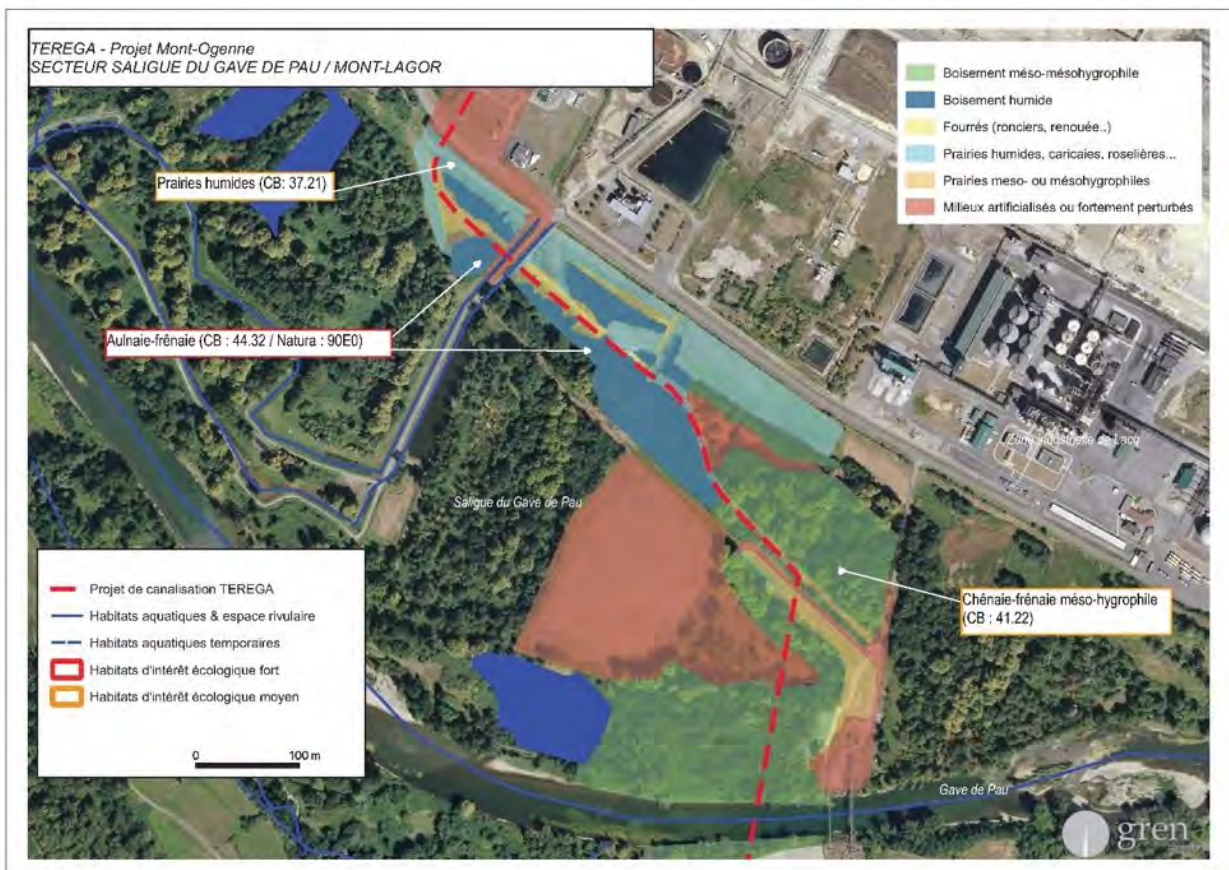 TEREGA - Projet Mont-Ogenne
SECTEUR SALIGUE DU GAVE DE PAU / MONT-LAGOR
Boisement méso-mésohygrophile
Boisement humide
Fourrés (ronciers, renouée..)
Prairies humides, caricaies, roselières...
Prairies meso- ou mésohygrophiles
Milieux artificialisés ou fortement perturbés
Prairies humides (CB: 37.21)
Aulnaie-frênaie (CB : 44.32 / Natura : 90E0)
Zone industrielle de Lacq
Saligue du Gave de Pau
Chênaie-frênaie méso-hygrophile
(CB : 41.22)
Projet de canalisation TEREGA
Habitats aquatiques & espace rivulaire
Habitats aquatiques temporaires
Habitats d'intérêt écologique fort
Habitats d'intérêt écologique moyen
0 100 m
Gave de Pau
gren